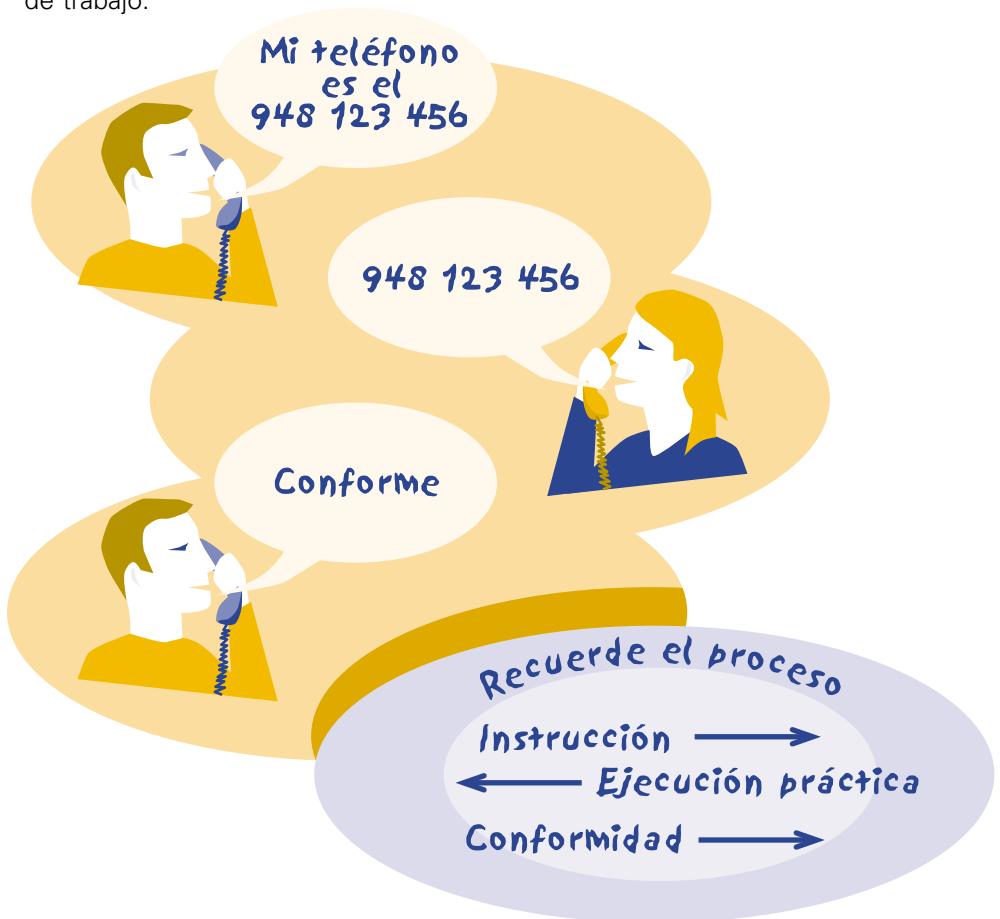 de trabajo.
Mi teléfono
es el
948 123 456
948 123 456
Conforme
Recuerde el proceso
Instrucción
Ejecución práctica
Conformidad